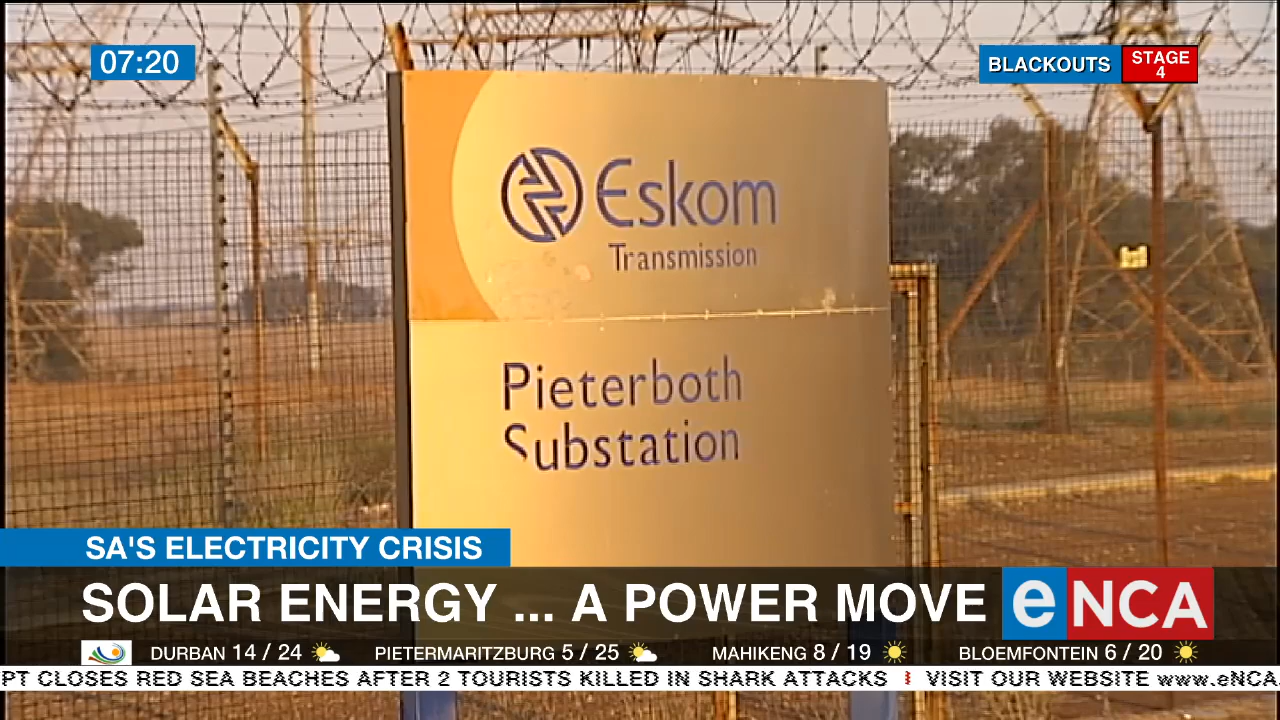 07:20
BLACKOUTS
STAGE
4
Eskom
Transmission
Pieterboth
Substation
SA'S ELECTRICITY CRISIS
SOLAR ENERGY ... A POWER MOVE
eNCA
DURBAN 14 / 24 PIETERMARITZBURG 5 / 25 MAHIKENG 8 / 19 BLOEMFONTEIN 6 / 20
PT CLOSES RED SEA BEACHES AFTER 2 TOURISTS KILLED IN SHARK ATTACKS VISIT OUR WEBSITE www.eNCA